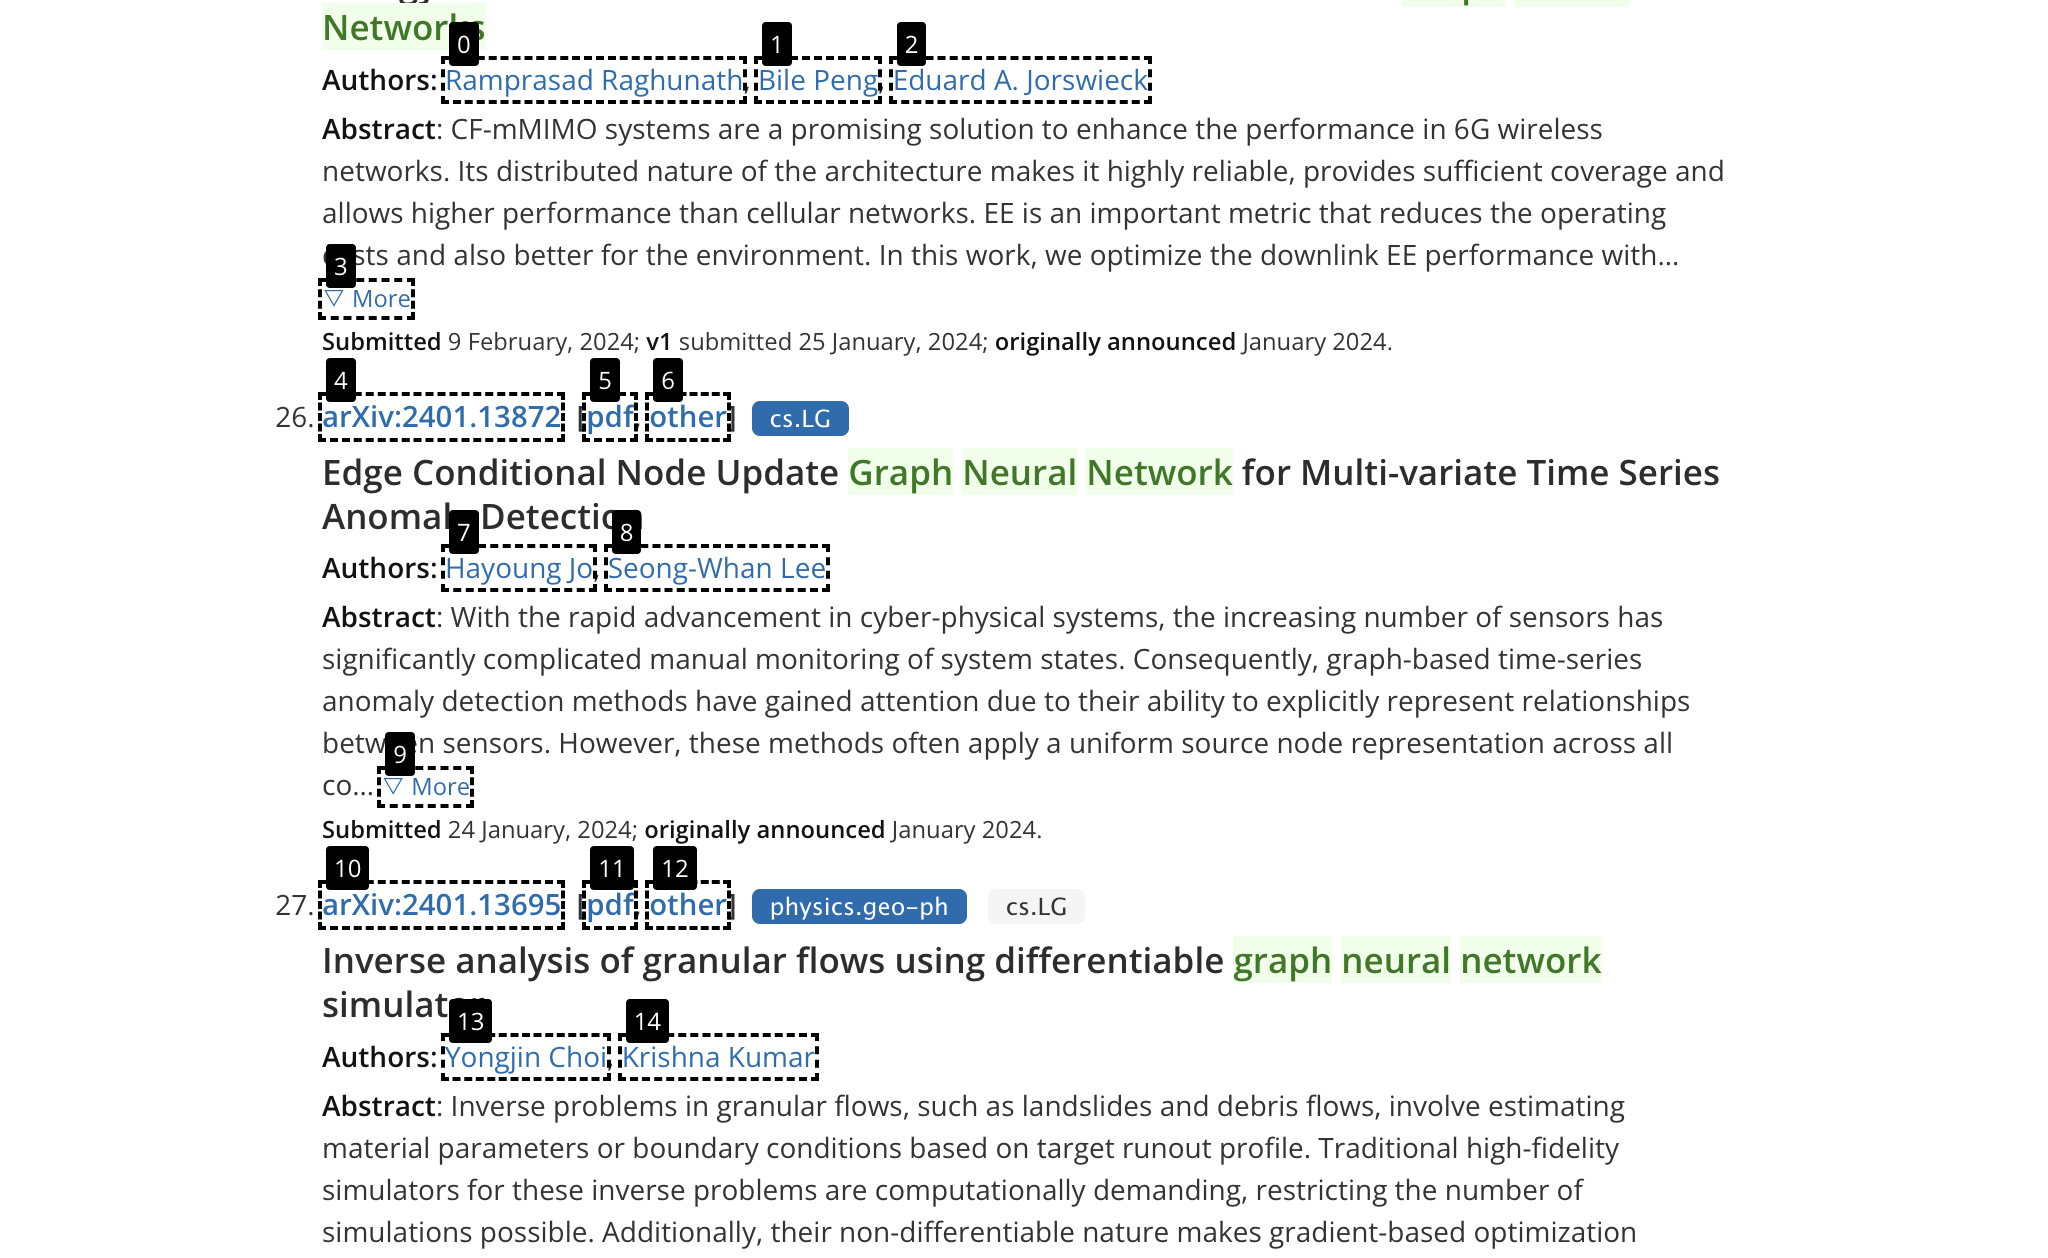 Networks
0 1 2
Authors: Ramprasad Raghunath, Bile Peng, Eduard A. Jorswieck
Abstract: CF-mMIMO systems are a promising solution to enhance the performance in 6G wireless
networks. Its distributed nature of the architecture makes it highly reliable, provides sufficient coverage and
allows higher performance than cellular networks. EE is an important metric that reduces the operating
costs and also better for the environment. In this work, we optimize the downlink EE performance with…
3
▽ More
Submitted 9 February, 2024; v1 submitted 25 January, 2024; originally announced January 2024.
4 5 6
26. arXiv:2401.13872 [pdf, other] cs.LG
Edge Conditional Node Update Graph Neural Network for Multi-variate Time Series
Anomaly Detection
7 8
Authors: Hayoung Jo, Seong-Whan Lee
Abstract: With the rapid advancement in cyber-physical systems, the increasing number of sensors has
significantly complicated manual monitoring of system states. Consequently, graph-based time-series
anomaly detection methods have gained attention due to their ability to explicitly represent relationships
between sensors. However, these methods often apply a uniform source node representation across all
9
co… ▽ More
Submitted 24 January, 2024; originally announced January 2024.
10 11 12
27. arXiv:2401.13695 [pdf, other] physics.geo-ph cs.LG
Inverse analysis of granular flows using differentiable graph neural network
simulator
13 14
Authors: Yongjin Choi, Krishna Kumar
Abstract: Inverse problems in granular flows, such as landslides and debris flows, involve estimating
material parameters or boundary conditions based on target runout profile. Traditional high-fidelity
simulators for these inverse problems are computationally demanding, restricting the number of
simulations possible. Additionally, their non-differentiable nature makes gradient-based optimization